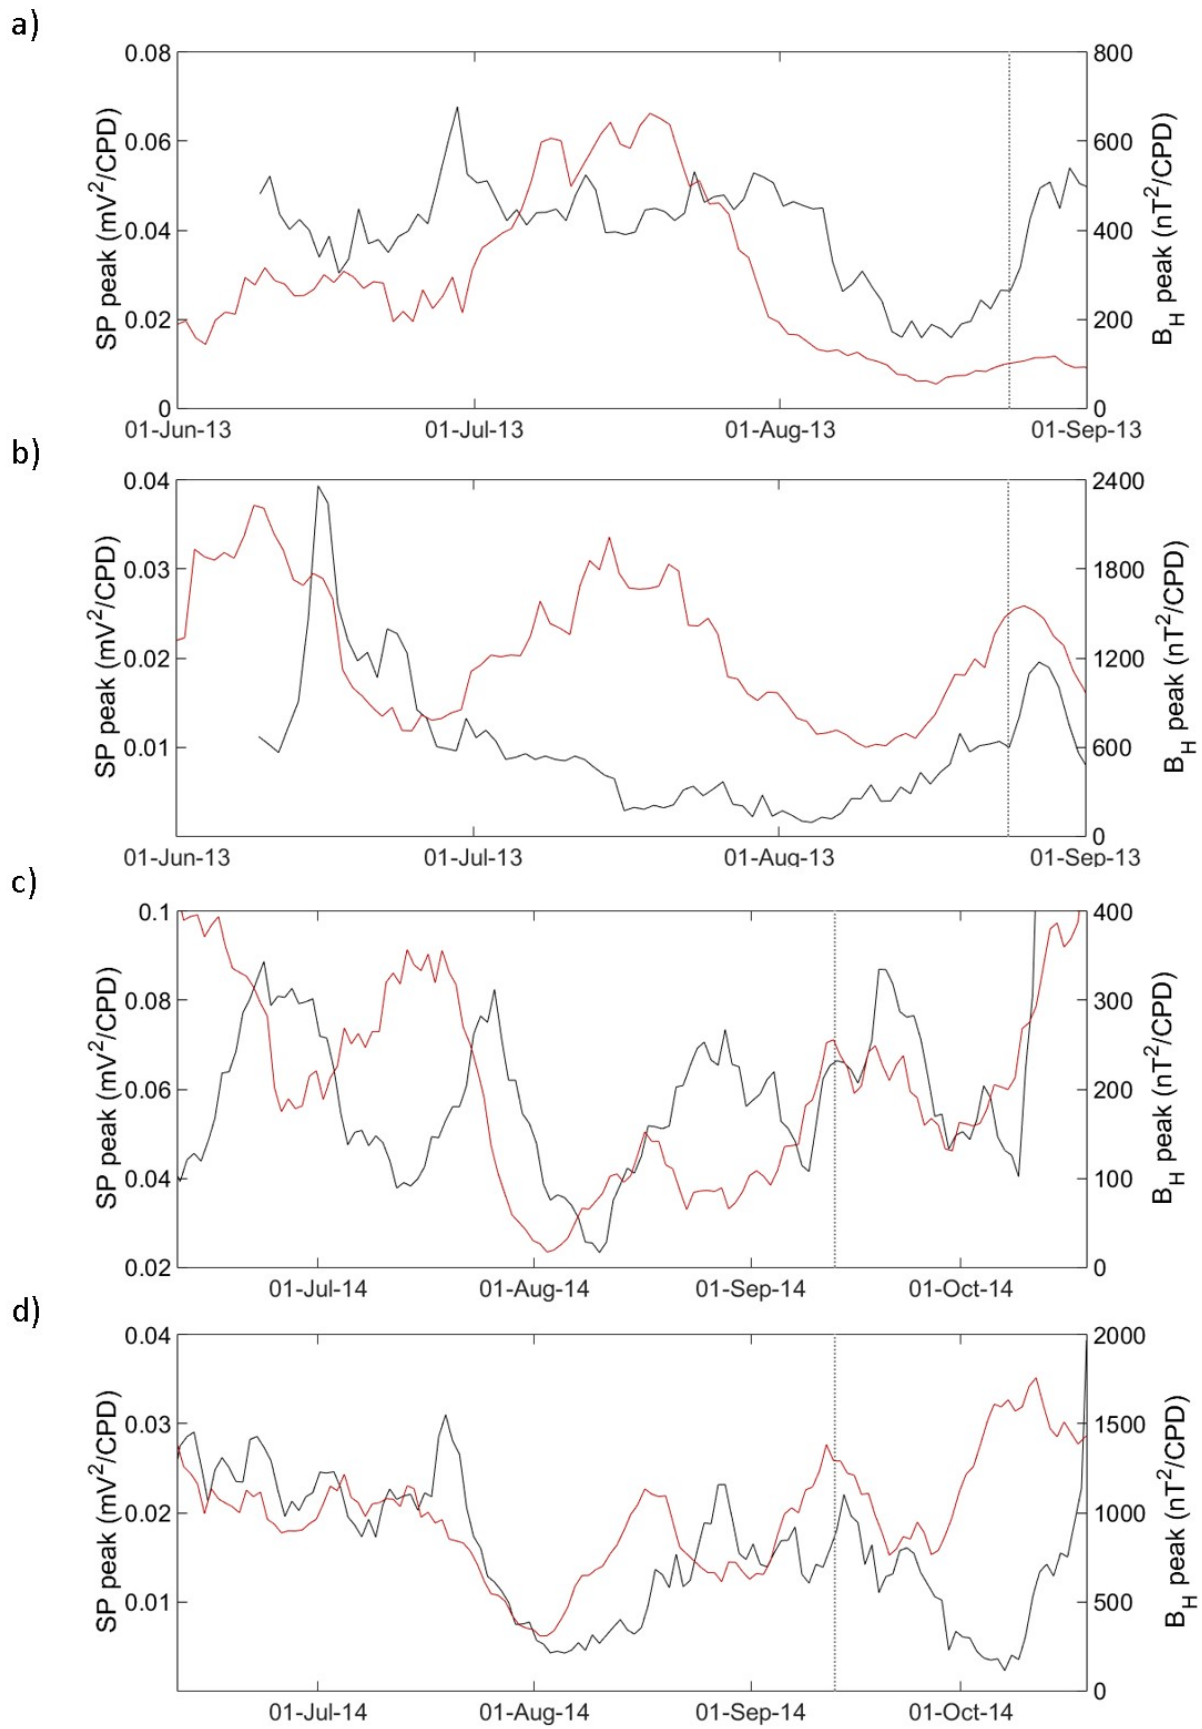 a)
0.08
0.06
0.04
0.02
0
SP peak (mV²/CPD)
800
600
400
200
0
B_H peak (nT²/CPD)
01-Jun-13 01-Jul-13 01-Aug-13 01-Sep-13
b)
0.04
0.03
0.02
0.01
SP peak (mV²/CPD)
2400
1800
1200
600
0
B_H peak (nT²/CPD)
01-Jun-13 01-Jul-13 01-Aug-13 01-Sep-13
c)
0.1
0.08
0.06
0.04
0.02
SP peak (mV²/CPD)
400
300
200
100
0
B_H peak (nT²/CPD)
01-Jul-14 01-Aug-14 01-Sep-14 01-Oct-14
d)
0.04
0.03
0.02
0.01
SP peak (mV²/CPD)
2000
1500
1000
500
0
B_H peak (nT²/CPD)
01-Jul-14 01-Aug-14 01-Sep-14 01-Oct-14